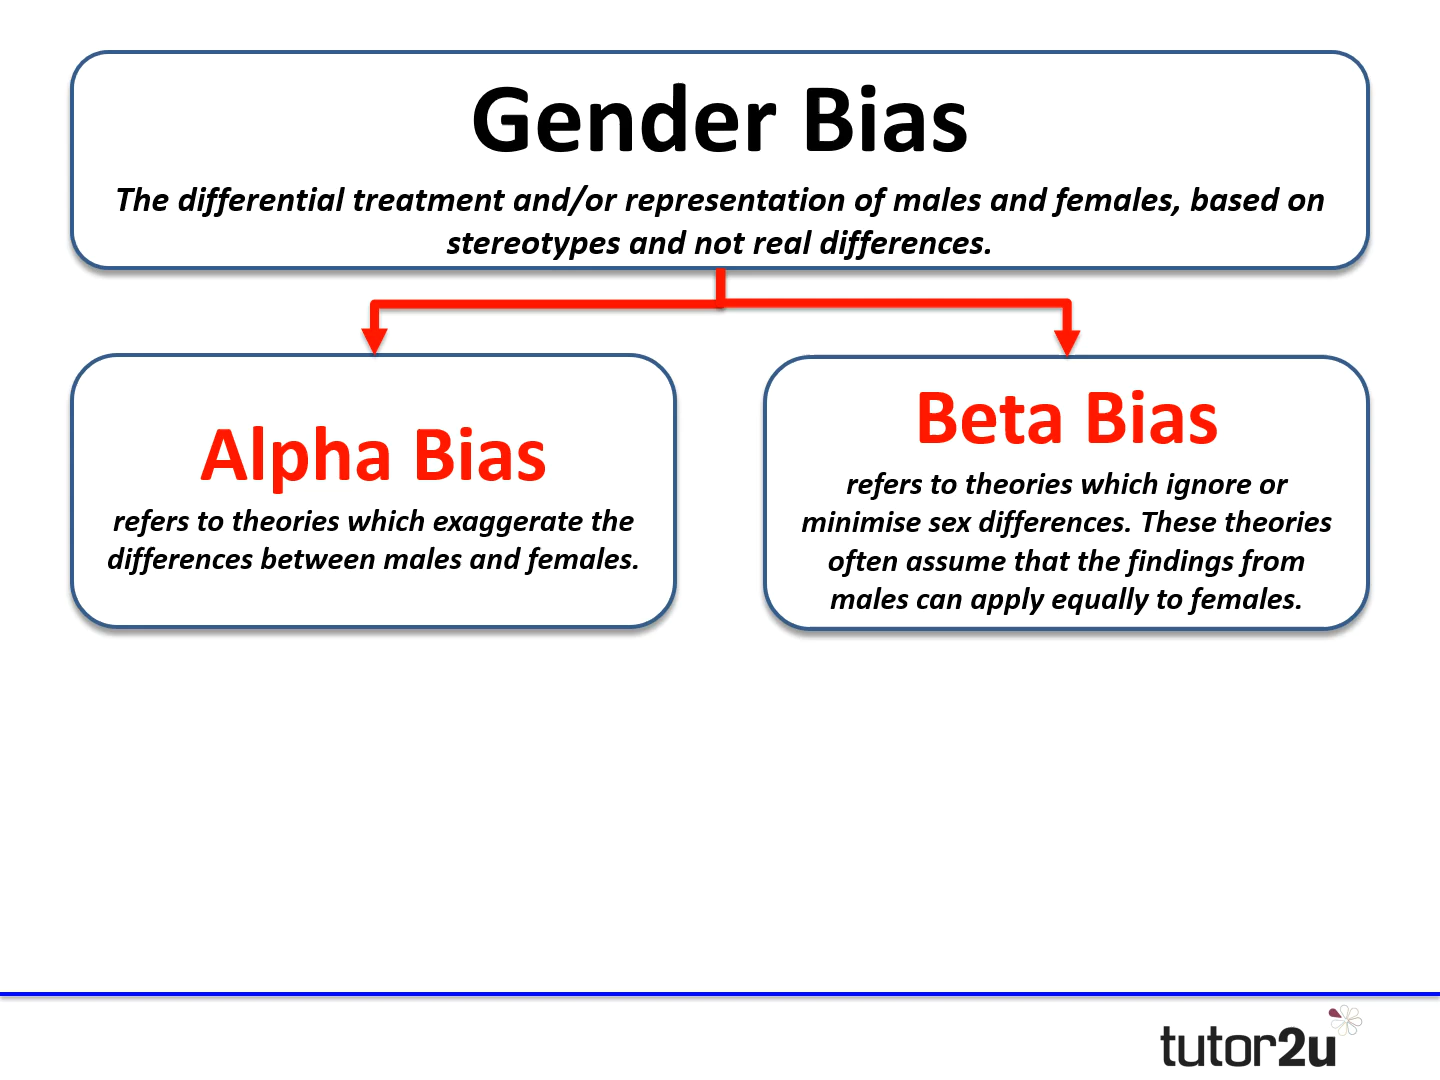 Gender Bias
The differential treatment and/or representation of males and females, based on
stereotypes and not real differences.
Alpha Bias
refers to theories which exaggerate the
differences between males and females.
Beta Bias
refers to theories which ignore or
minimise sex differences. These theories
often assume that the findings from
males can apply equally to females.
tutor2u